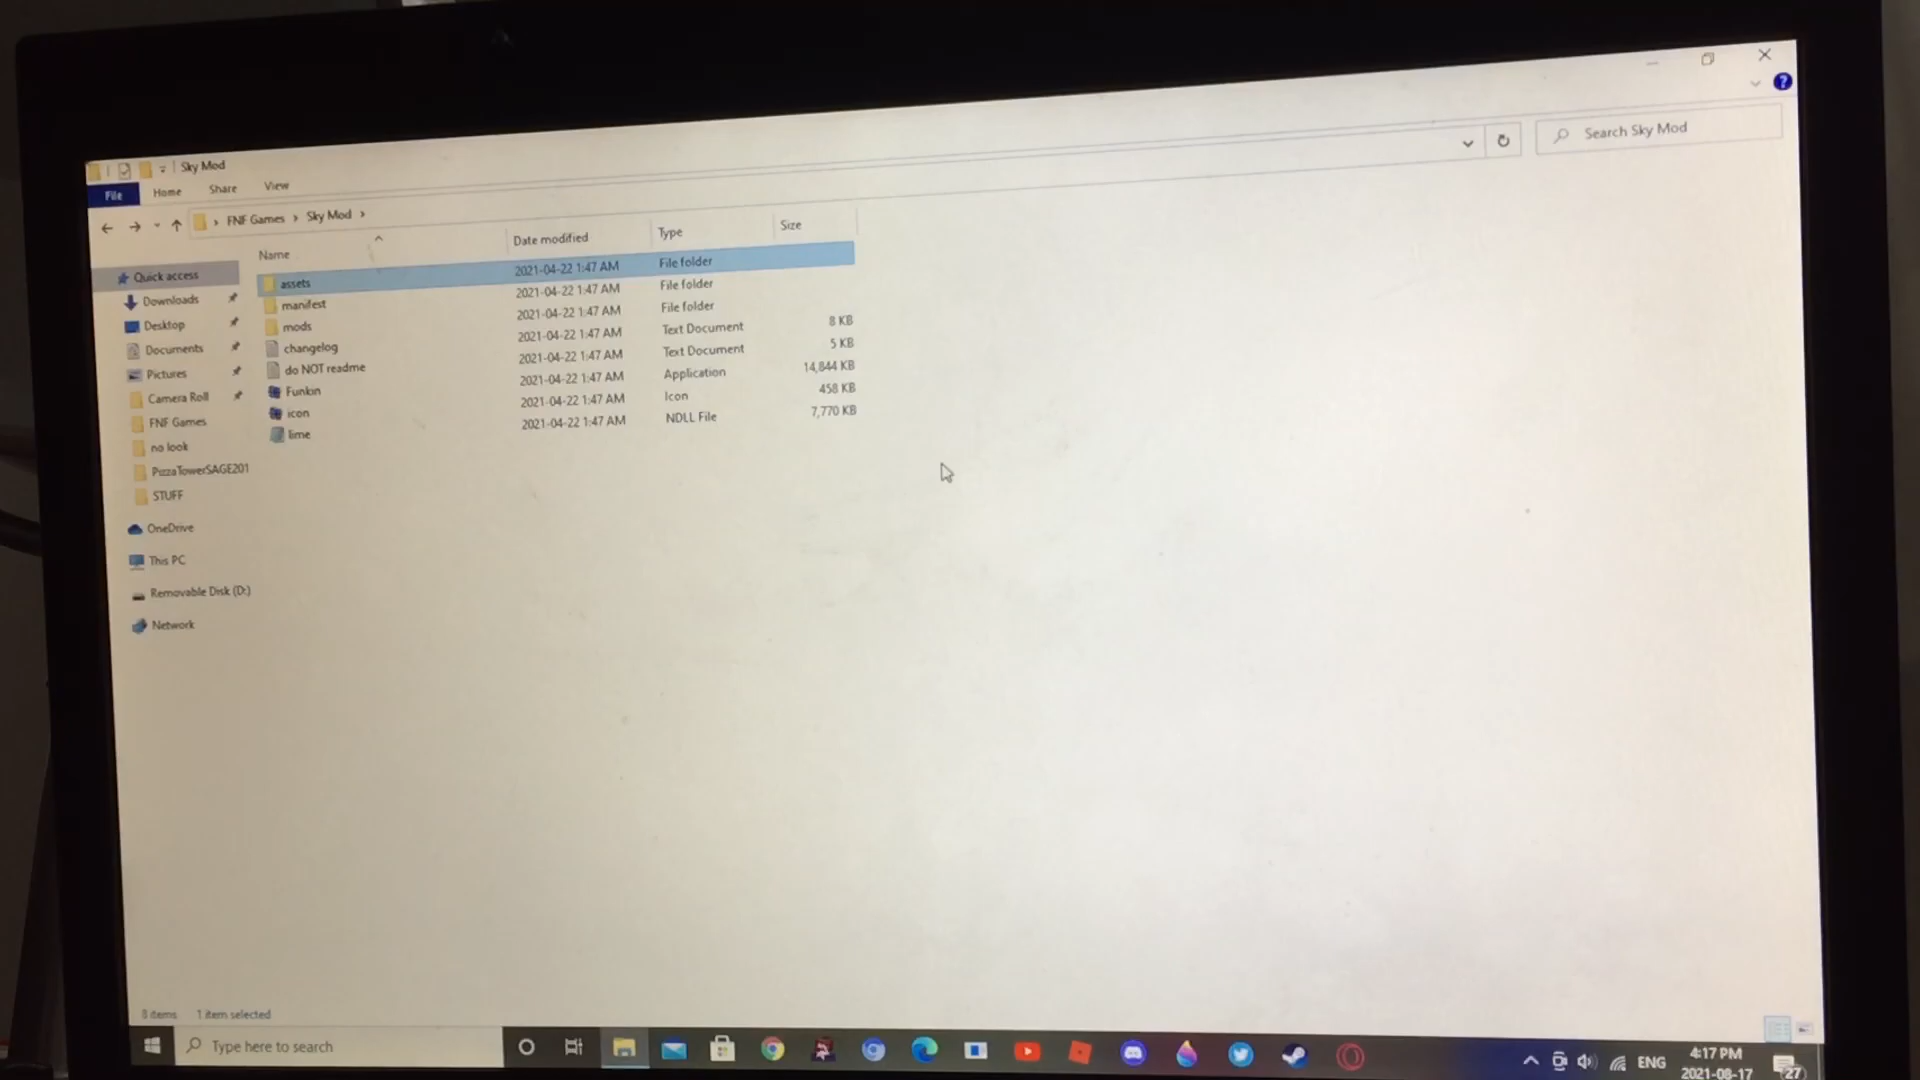 Sky Mod
File Home Share View
FNF Games Sky Mod
Search Sky Mod
Name Date modified Type Size
assets 2021-04-22 1:47 AM File folder
manifest 2021-04-22 1:47 AM File folder
mods 2021-04-22 1:47 AM File folder
changelog 2021-04-22 1:47 AM Text Document 8 KB
do NOT readme 2021-04-22 1:47 AM Text Document 5 KB
Funkin 2021-04-22 1:47 AM Application 14,844 KB
icon 2021-04-22 1:47 AM Icon 458 KB
lime 2021-04-22 1:47 AM NDLL File 7,770 KB
Quick access
Downloads
Desktop
Documents
Pictures
Camera Roll
FNF Games
no look
PizzaTowerSAGE201
STUFF
OneDrive
This PC
Removable Disk (D:)
Network
8 items 1 item selected
Type here to search
ENG
4:17 PM
2021-08-17
27